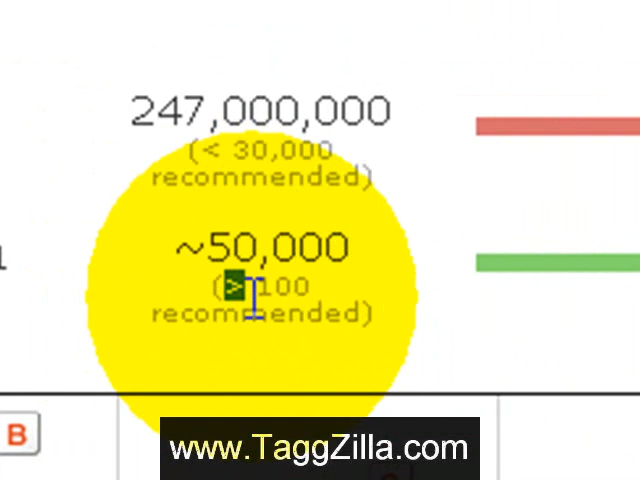 247,000,000
(< 30,000
recommended)
~50,000
(> 100
recommended)
B
www.TaggZilla.com